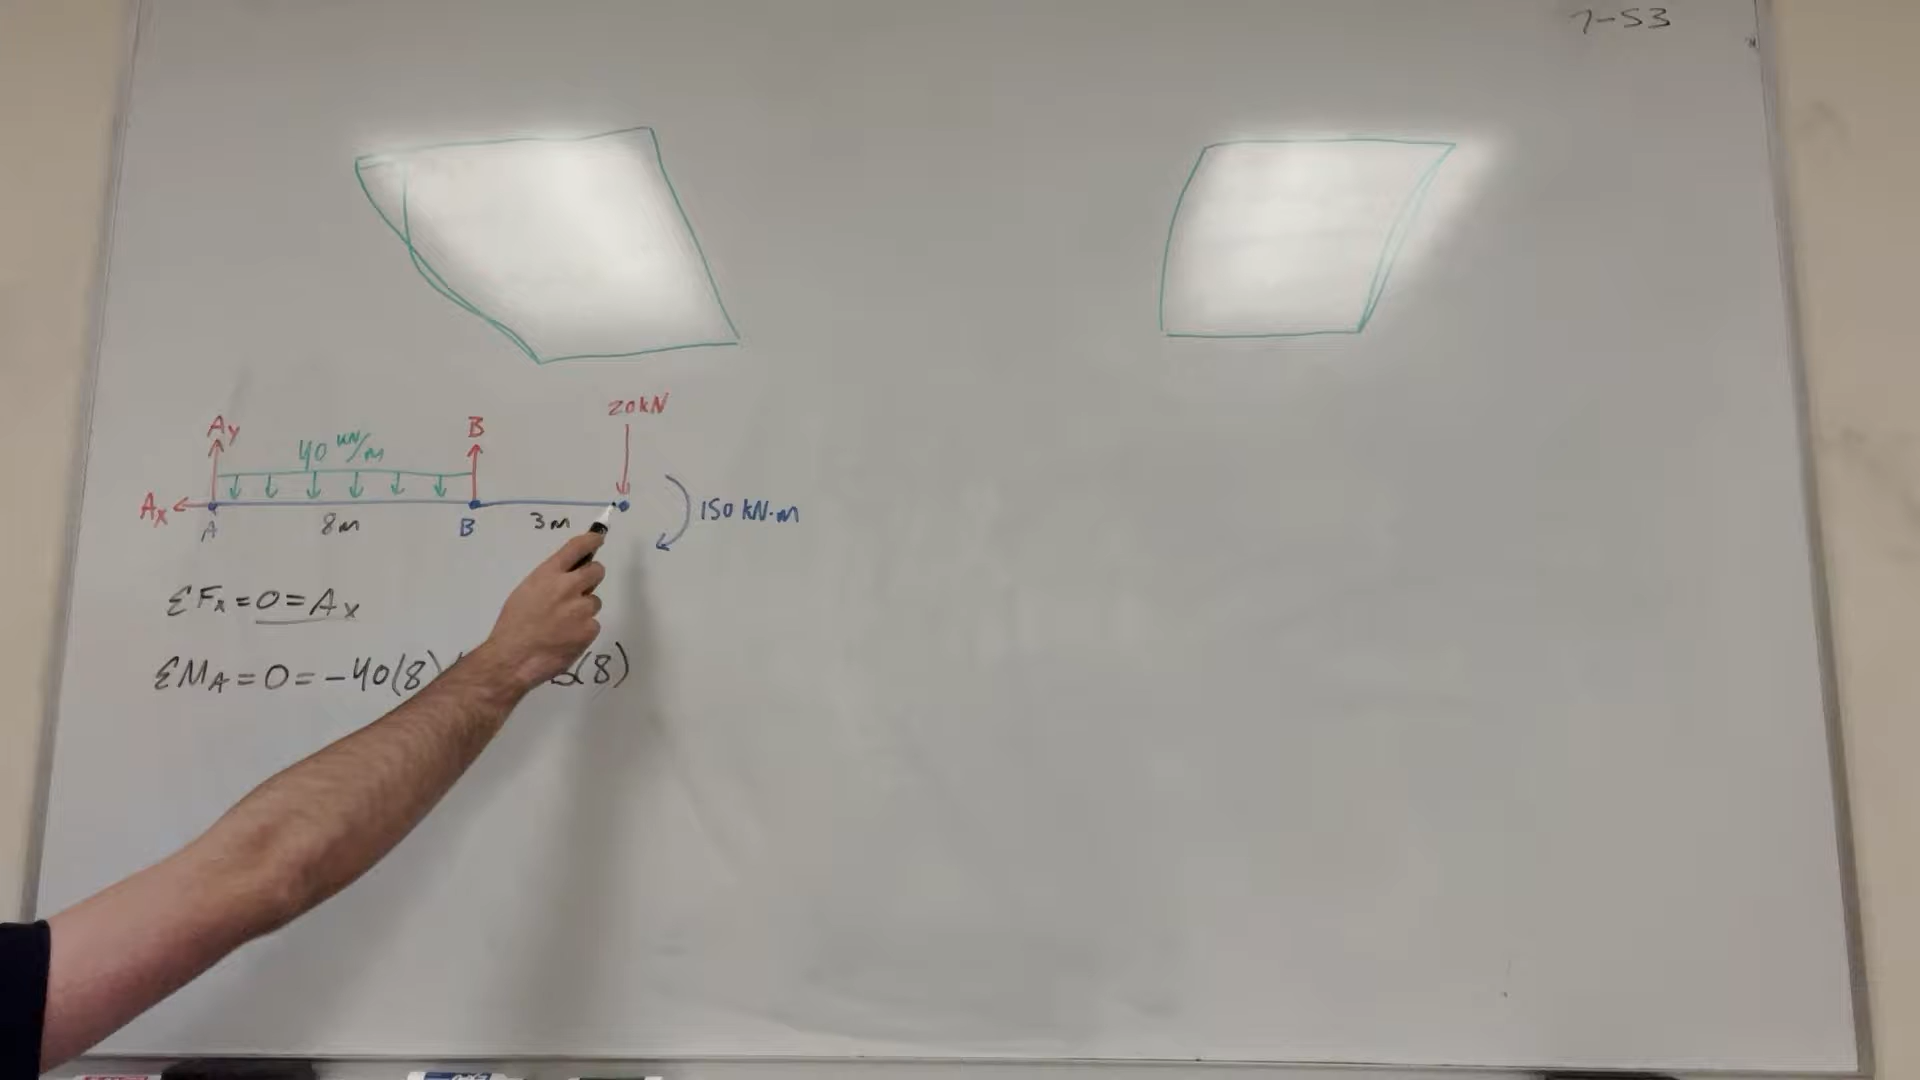 7-53
20kN
Ay
B
40 kN/m
Ax
150 kN·m
A
8m
B
3m
ΣFx=0=Ax
ΣMA=0=-40(8)
(8)